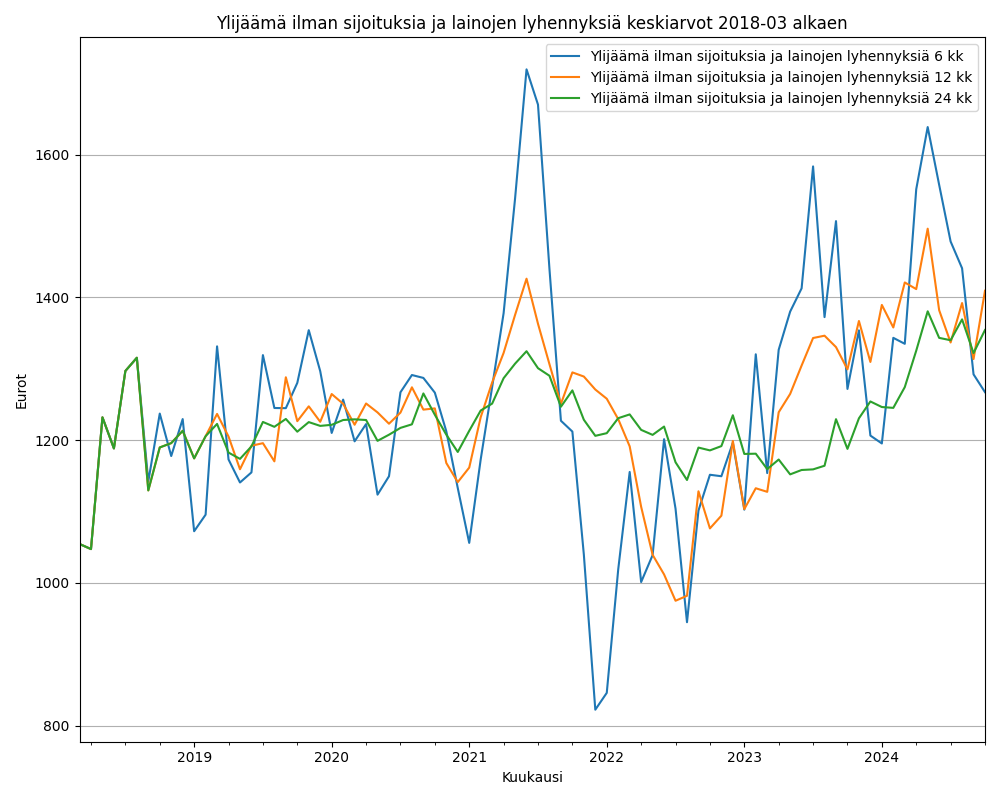 Ylijäämä ilman sijoituksia ja lainojen lyhennyksiä keskiarvot 2018-03 alkaen
Ylijäämä ilman sijoituksia ja lainojen lyhennyksiä 6 kk
Ylijäämä ilman sijoituksia ja lainojen lyhennyksiä 12 kk
Ylijäämä ilman sijoituksia ja lainojen lyhennyksiä 24 kk
1600
1400
1200
1000
800
Eurot
2019 2020 2021 2022 2023 2024
Kuukausi